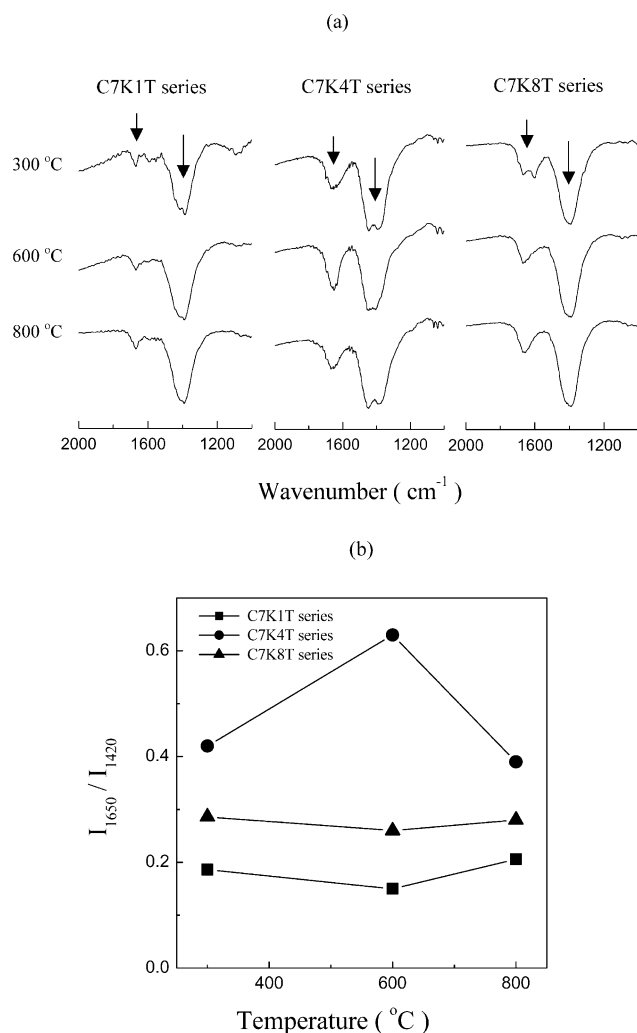 (a)
C7K1T series C7K4T series C7K8T series
300 °C
600 °C
800 °C
2000 1600 1200 2000 1600 1200 2000 1600 1200
Wavenumber ( cm⁻¹ )
(b)
C7K1T series
C7K4T series
C7K8T series
0.6
0.4
0.2
0.0
I₁₆₅₀ / I₁₄₂₀
400 600 800
Temperature ( °C )